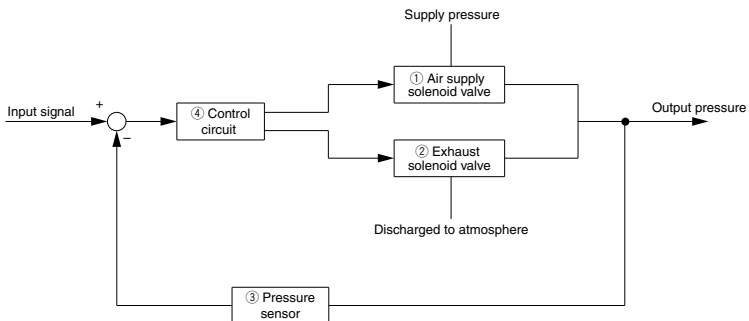 Supply pressure
① Air supply
solenoid valve
Input signal
+
−
④ Control
circuit
Output pressure
② Exhaust
solenoid valve
Discharged to atmosphere
③ Pressure
sensor